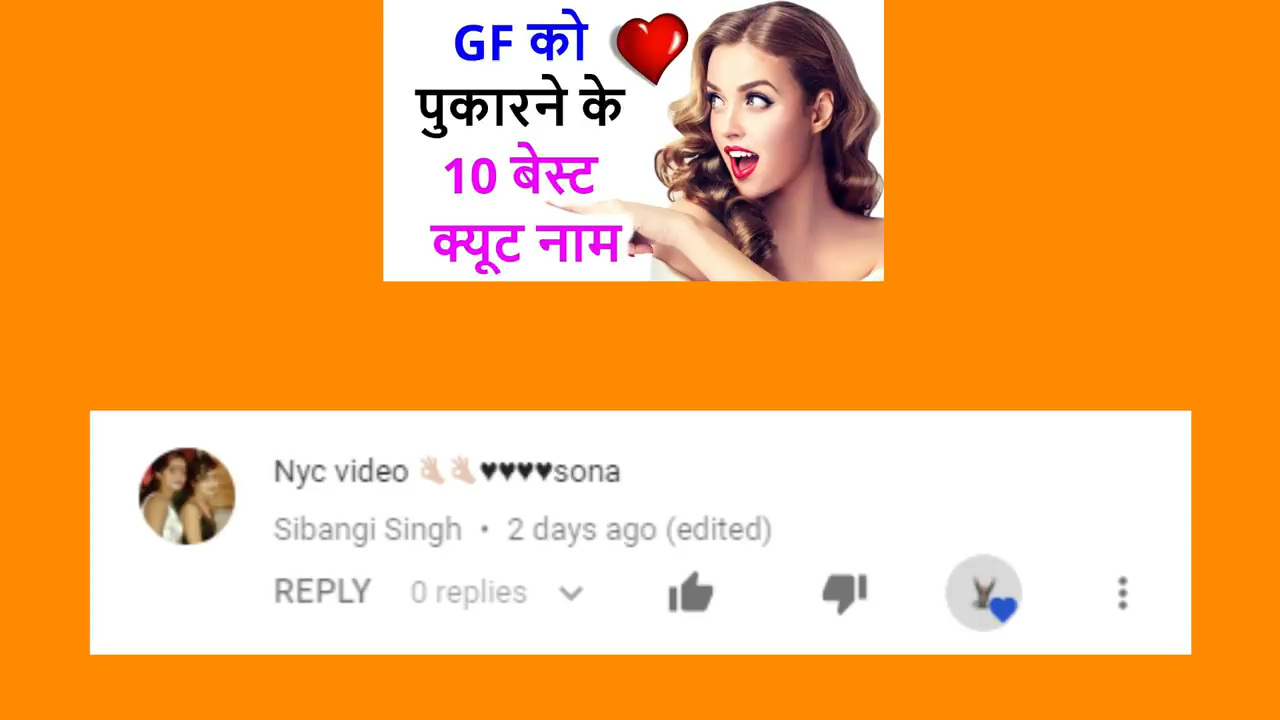 GF को
पुकारने के
10 बेस्ट
क्यूट नाम
Nyc video 👌🏻👌🏻♥♥♥♥sona
Sibangi Singh • 2 days ago (edited)
REPLY 0 replies